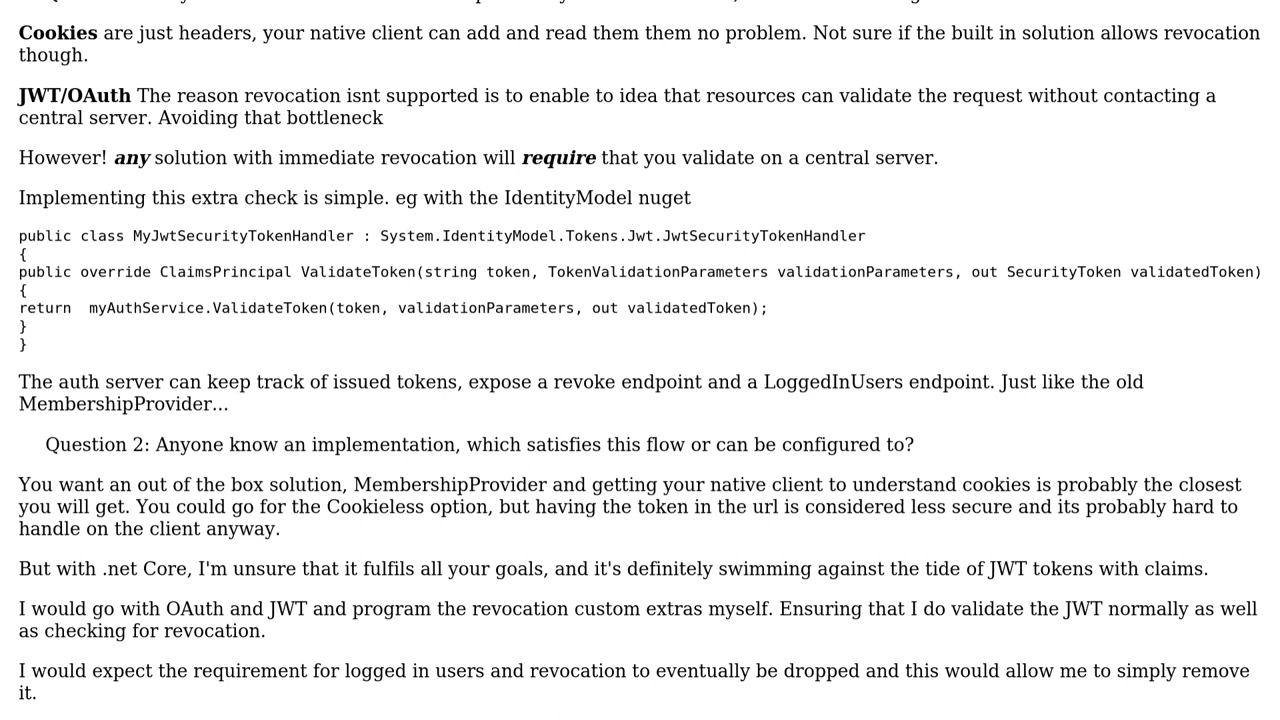 Cookies are just headers, your native client can add and read them them no problem. Not sure if the built in solution allows revocation
though.
JWT/OAuth The reason revocation isnt supported is to enable to idea that resources can validate the request without contacting a
central server. Avoiding that bottleneck
However! any solution with immediate revocation will require that you validate on a central server.
Implementing this extra check is simple. eg with the IdentityModel nuget
public class MyJwtSecurityTokenHandler : System.IdentityModel.Tokens.Jwt.JwtSecurityTokenHandler
{
public override ClaimsPrincipal ValidateToken(string token, TokenValidationParameters validationParameters, out SecurityToken validatedToken)
{
return  myAuthService.ValidateToken(token, validationParameters, out validatedToken);
}
}
The auth server can keep track of issued tokens, expose a revoke endpoint and a LoggedInUsers endpoint. Just like the old
MembershipProvider...
Question 2: Anyone know an implementation, which satisfies this flow or can be configured to?
You want an out of the box solution, MembershipProvider and getting your native client to understand cookies is probably the closest
you will get. You could go for the Cookieless option, but having the token in the url is considered less secure and its probably hard to
handle on the client anyway.
But with .net Core, I'm unsure that it fulfils all your goals, and it's definitely swimming against the tide of JWT tokens with claims.
I would go with OAuth and JWT and program the revocation custom extras myself. Ensuring that I do validate the JWT normally as well
as checking for revocation.
I would expect the requirement for logged in users and revocation to eventually be dropped and this would allow me to simply remove
it.